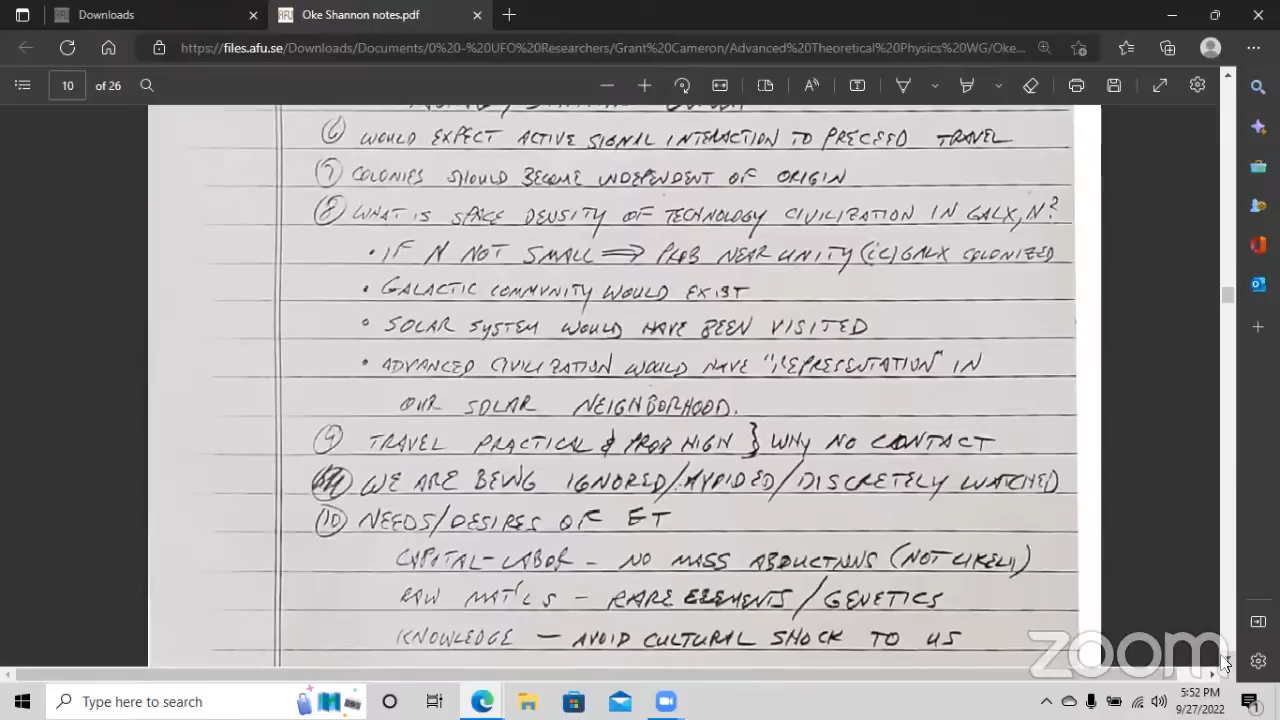 Downloads
Oke Shannon notes.pdf
https://files.afu.se/Downloads/Documents/0%20-%20UFO%20Researchers/Grant%20Cameron/Advanced%20Theoretical%20Physics%20WG/Oke...
10 of 26
⑥ WOULD EXPECT ACTIVE SIGNAL INTERACTION TO PRECEED TRAVEL
⑦ COLONIES SHOULD BECOME INDEPENDENT OF ORIGIN
⑧ WHAT IS SPACE DENSITY OF TECHNOLOGY CIVILIZATION IN GALX, N?
• IF N NOT SMALL ⟹ PROB NEAR UNITY (ie) GALX COLONIZED
• GALACTIC COMMUNITY WOULD EXIST
• SOLAR SYSTEM WOULD HAVE BEEN VISITED
• ADVANCED CIVILIZATION WOULD HAVE "REPRESENTATION" IN
OUR SOLAR NEIGHBORHOOD.
⑨ TRAVEL PRACTICAL & PROB HIGH } WHY NO CONTACT
WE ARE BEING IGNORED/AVOIDED/DISCRETELY WATCHED
⑩ NEEDS/DESIRES OF ET
CAPITAL-LABOR - NO MASS ABDUCTIONS (NOT LIKELY)
RAW MAT'LS - RARE ELEMENTS/GENETICS
KNOWLEDGE - AVOID CULTURAL SHOCK TO US
zoom
Type here to search
5:52 PM
9/27/2022